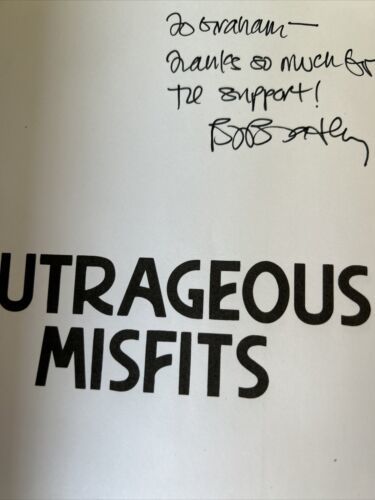 To Graham —
Thanks so much for
the support!
UTRAGEOUS
MISFITS